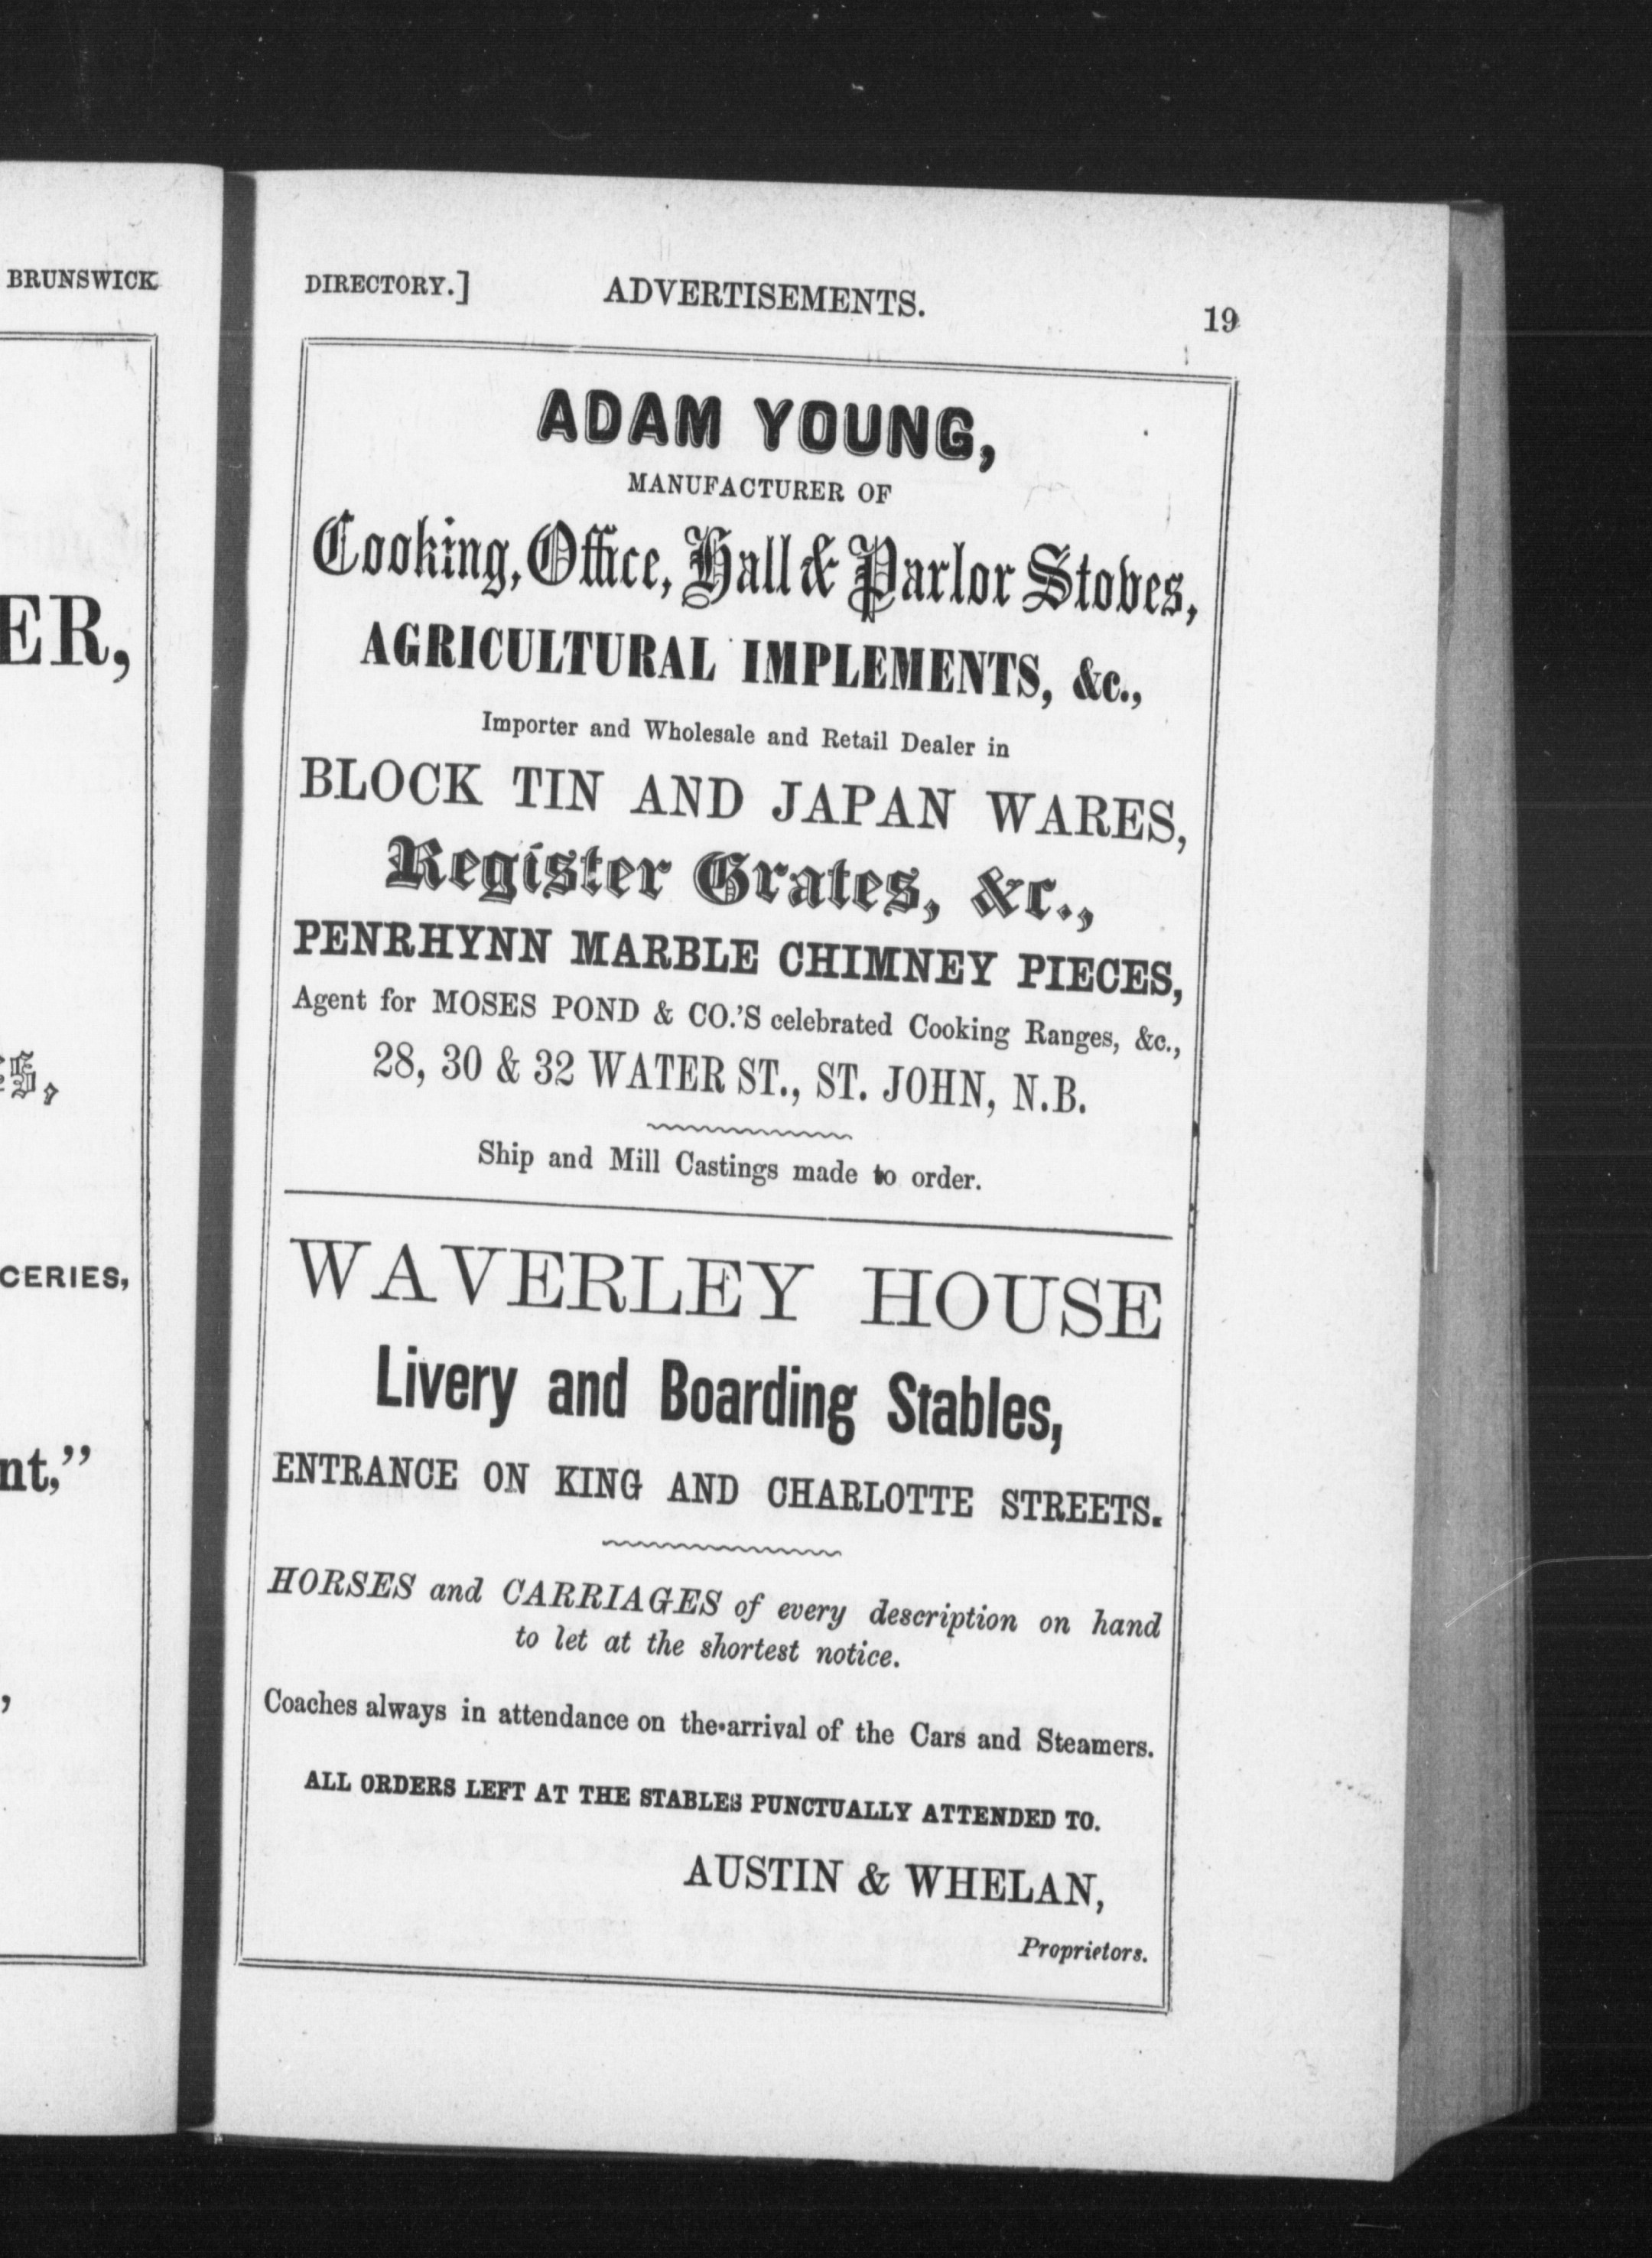 BRUNSWICK
ER,
CERIES,
nt,”
DIRECTORY.] ADVERTISEMENTS. 19
ADAM YOUNG,
MANUFACTURER OF
Cooking, Office, Hall & Parlor Stoves,
AGRICULTURAL IMPLEMENTS, &c.,
Importer and Wholesale and Retail Dealer in
BLOCK TIN AND JAPAN WARES,
Register Grates, &c.,
PENRHYNN MARBLE CHIMNEY PIECES,
Agent for MOSES POND & CO.'S celebrated Cooking Ranges, &c.,
28, 30 & 32 WATER ST., ST. JOHN, N.B.
Ship and Mill Castings made to order.
WAVERLEY HOUSE
Livery and Boarding Stables,
ENTRANCE ON KING AND CHARLOTTE STREETS.
HORSES and CARRIAGES of every description on hand
to let at the shortest notice.
Coaches always in attendance on the arrival of the Cars and Steamers.
ALL ORDERS LEFT AT THE STABLES PUNCTUALLY ATTENDED TO.
AUSTIN & WHELAN,
Proprietors.